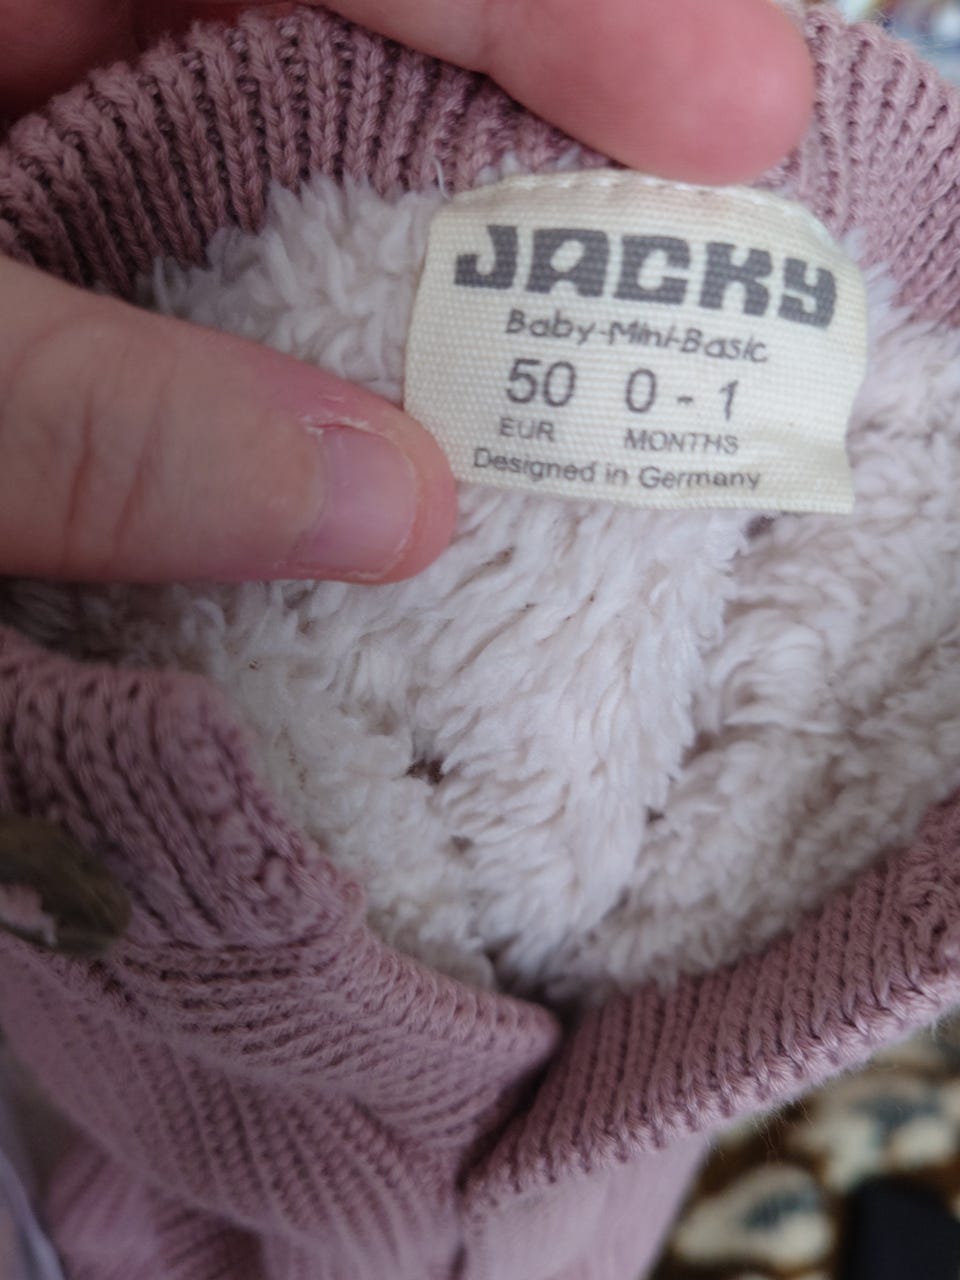 JACKY
Baby-Mini-Basic
50 0 - 1
EUR MONTHS
Designed in Germany